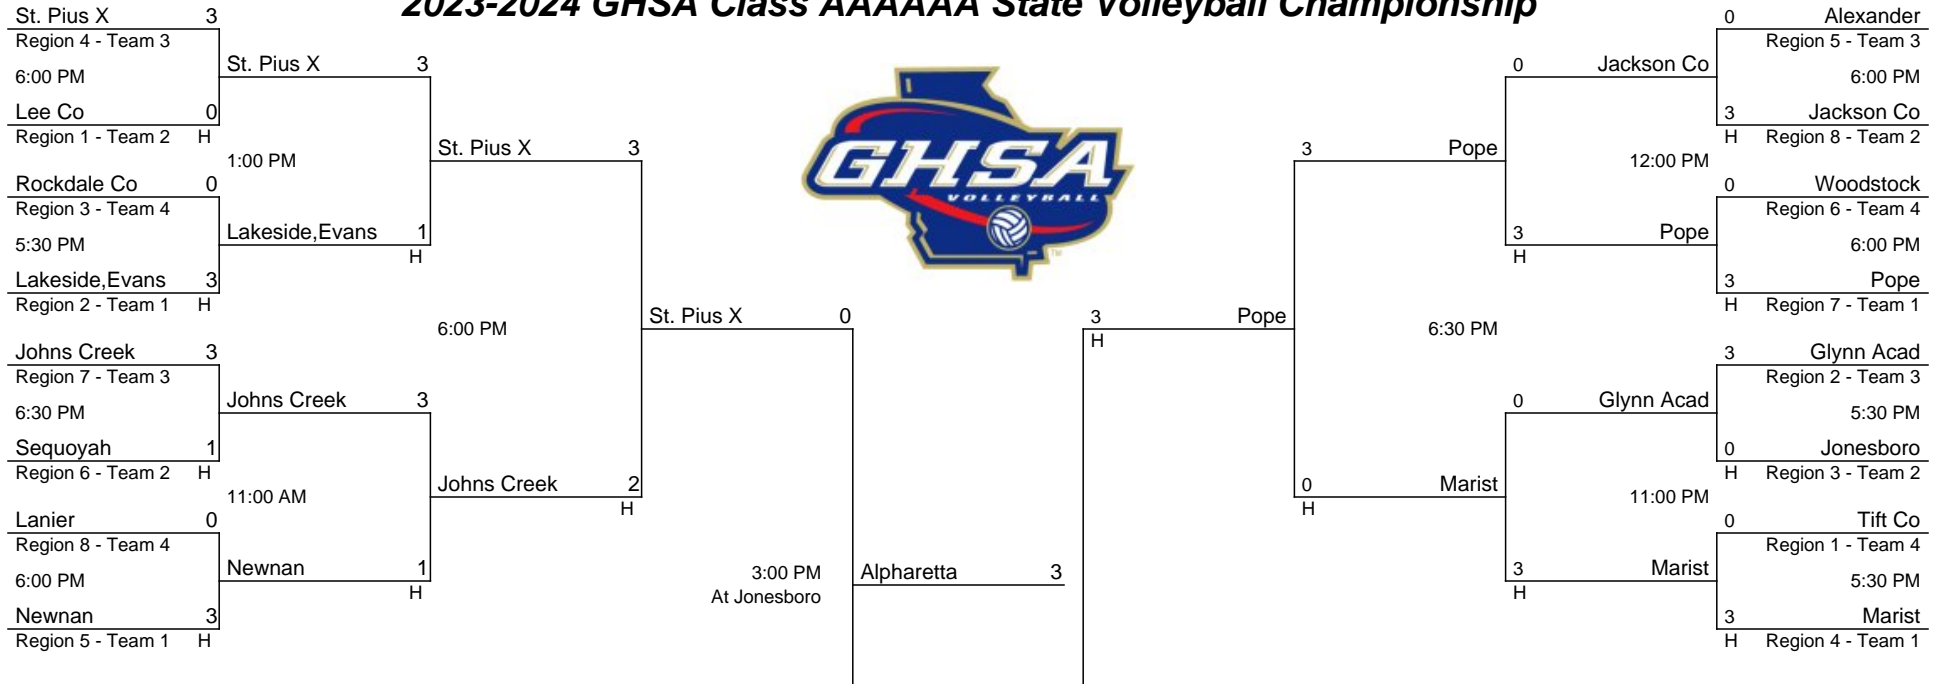 2023-2024 GHSA Class AAAAAA State Volleyball Championship
St. Pius X 3
Region 4 - Team 3
6:00 PM
Lee Co 0
Region 1 - Team 2 H
Rockdale Co 0
Region 3 - Team 4
5:30 PM
Lakeside,Evans 3
Region 2 - Team 1 H
Johns Creek 3
Region 7 - Team 3
6:30 PM
Sequoyah 1
Region 6 - Team 2 H
Lanier 0
Region 8 - Team 4
6:00 PM
Newnan 3
Region 5 - Team 1 H
St. Pius X 3
1:00 PM
Lakeside,Evans 1
H
Johns Creek 3
11:00 AM
Newnan 1
H
St. Pius X 3
6:00 PM
Johns Creek 2
H
St. Pius X 0
3:00 PM
At Jonesboro
Alpharetta 3
GHSA
VOLLEYBALL
TM
3 Pope
H
3 Pope
6:30 PM
0 Marist
H
0 Jackson Co
12:00 PM
3 Pope
H
0 Glynn Acad
11:00 PM
3 Marist
H
0 Alexander
Region 5 - Team 3
6:00 PM
3 Jackson Co
H Region 8 - Team 2
0 Woodstock
Region 6 - Team 4
6:00 PM
3 Pope
H Region 7 - Team 1
3 Glynn Acad
Region 2 - Team 3
5:30 PM
0 Jonesboro
H Region 3 - Team 2
0 Tift Co
Region 1 - Team 4
5:30 PM
3 Marist
H Region 4 - Team 1